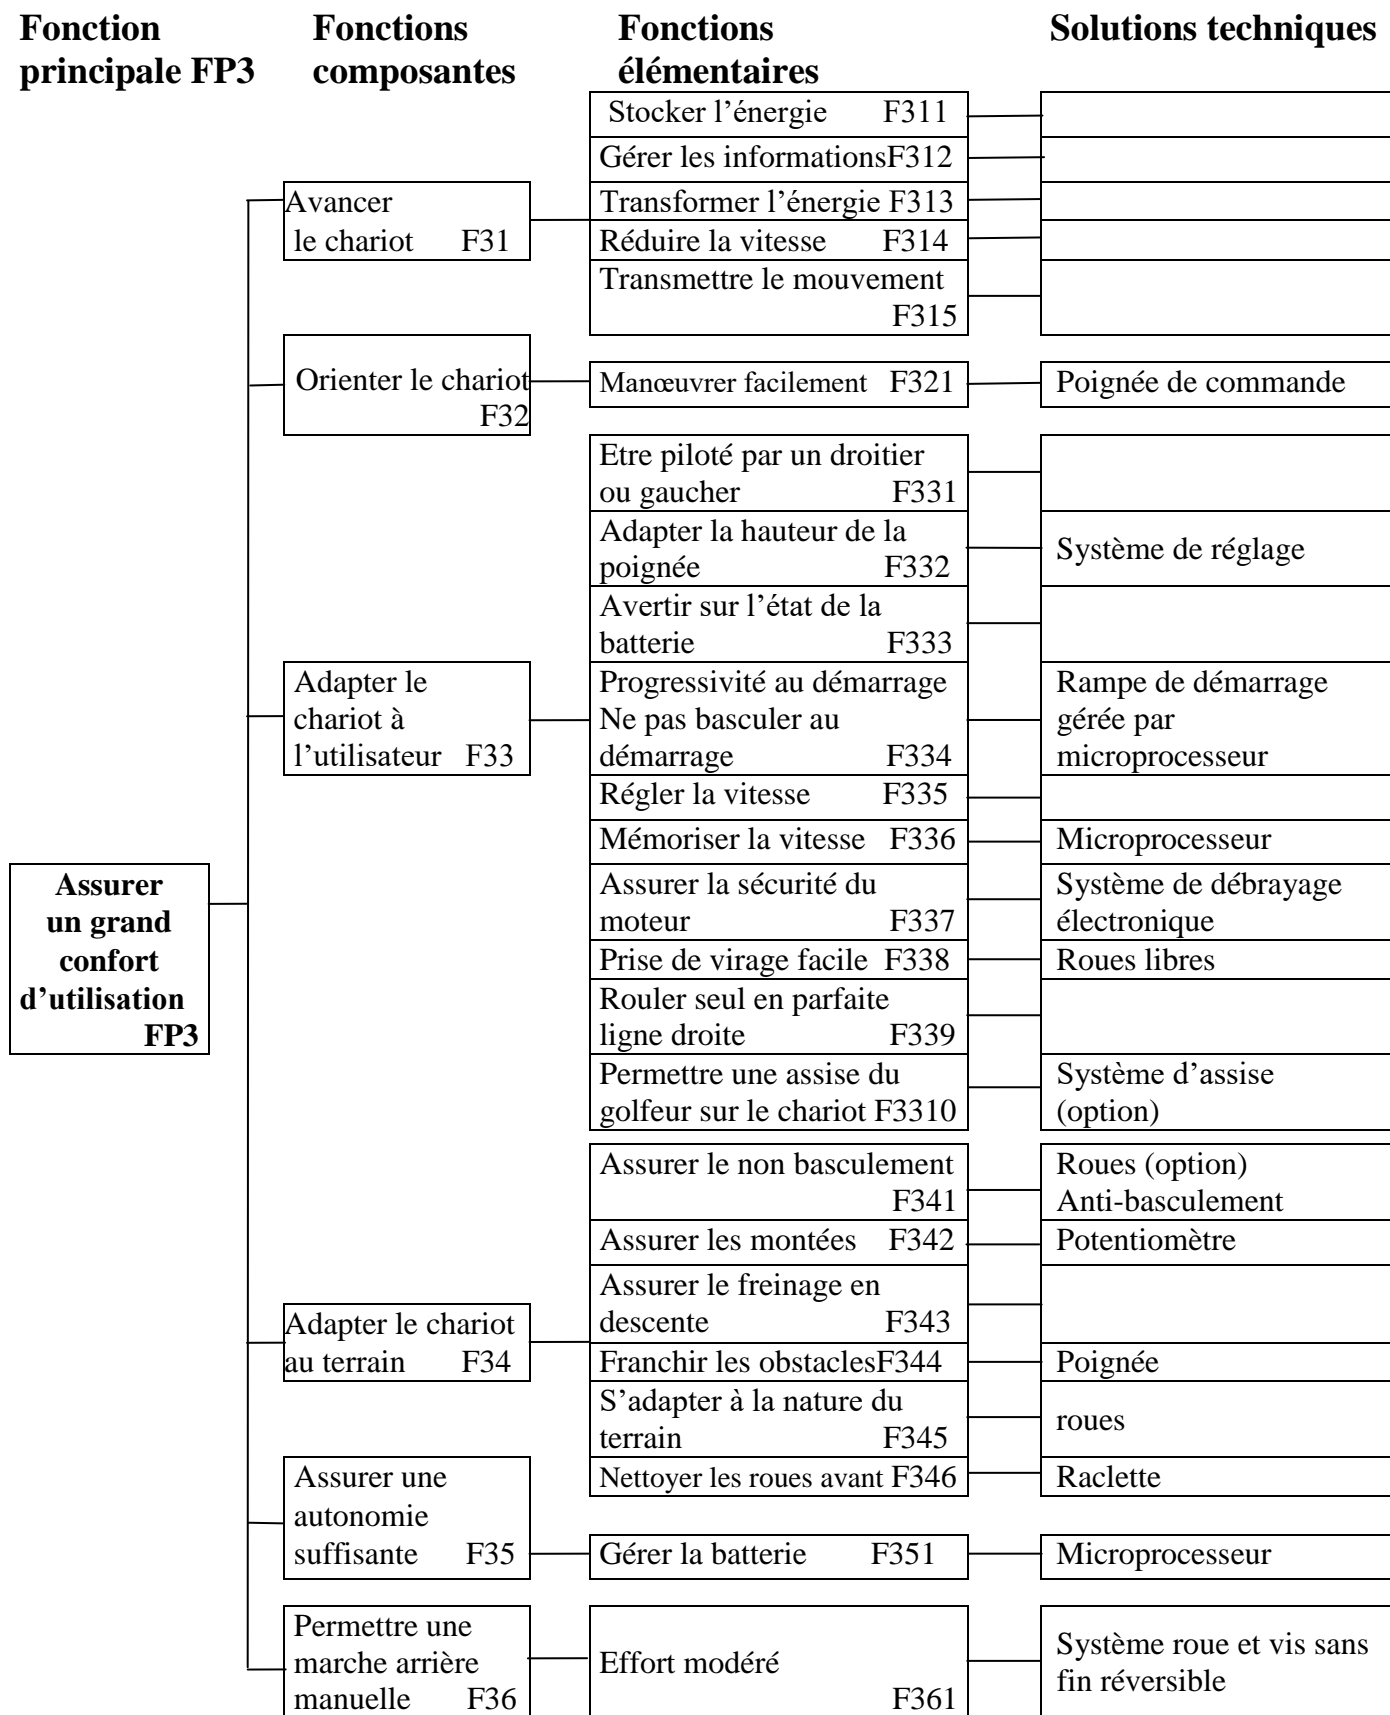 Fonction
principale FP3
Fonctions
composantes
Fonctions
élémentaires
Solutions techniques
Stocker l’énergie F311
Gérer les informationsF312
Avancer
le chariot F31
Transformer l’énergie F313
Réduire la vitesse F314
Transmettre le mouvement
F315
Orienter le chariot
F32
Manœuvrer facilement F321
Poignée de commande
Etre piloté par un droitier
ou gaucher F331
Adapter la hauteur de la
poignée F332
Système de réglage
Avertir sur l’état de la
batterie F333
Adapter le
chariot à
l’utilisateur F33
Progressivité au démarrage
Ne pas basculer au
démarrage F334
Rampe de démarrage
gérée par
microprocesseur
Régler la vitesse F335
Mémoriser la vitesse F336
Microprocesseur
Assurer
un grand
confort
d’utilisation
FP3
Assurer la sécurité du
moteur F337
Système de débrayage
électronique
Prise de virage facile F338
Roues libres
Rouler seul en parfaite
ligne droite F339
Permettre une assise du
golfeur sur le chariot F3310
Système d’assise
(option)
Assurer le non basculement
F341
Roues (option)
Anti-basculement
Assurer les montées F342
Potentiomètre
Adapter le chariot
au terrain F34
Assurer le freinage en
descente F343
Franchir les obstaclesF344
Poignée
S’adapter à la nature du
terrain F345
roues
Nettoyer les roues avant F346
Raclette
Assurer une
autonomie
suffisante F35
Gérer la batterie F351
Microprocesseur
Permettre une
marche arrière
manuelle F36
Effort modéré
F361
Système roue et vis sans
fin réversible